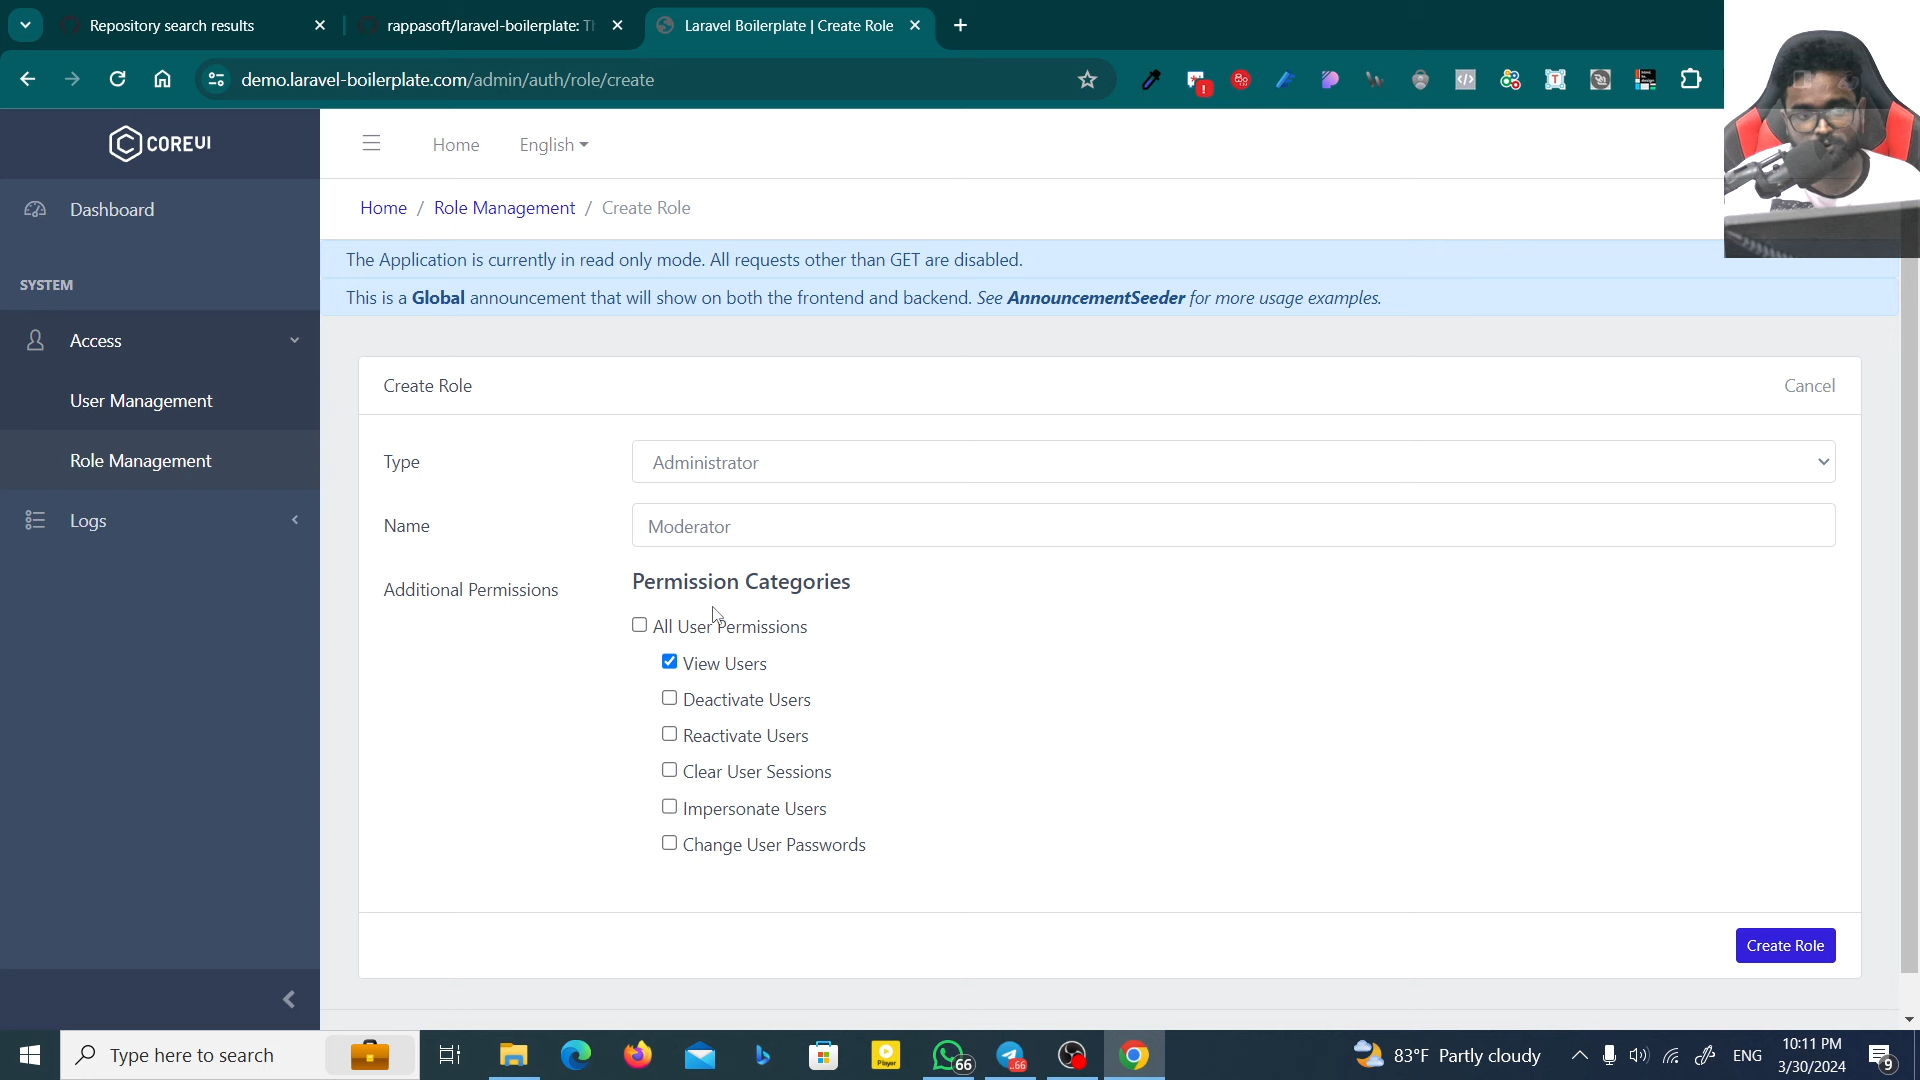 Repository search results
rappasoft/laravel-boilerplate: Th
Laravel Boilerplate | Create Role
demo.laravel-boilerplate.com/admin/auth/role/create
COREUI
Home
English
Dashboard
Home / Role Management / Create Role
The Application is currently in read only mode. All requests other than GET are disabled.
SYSTEM
This is a Global announcement that will show on both the frontend and backend. See AnnouncementSeeder for more usage examples.
Access
User Management
Role Management
Logs
Create Role
Cancel
Type
Administrator
Name
Moderator
Additional Permissions
Permission Categories
All User Permissions
View Users
Deactivate Users
Reactivate Users
Clear User Sessions
Impersonate Users
Change User Passwords
Create Role
Type here to search
Player
66
66
83°F Partly cloudy
ENG
10:11 PM
3/30/2024
9